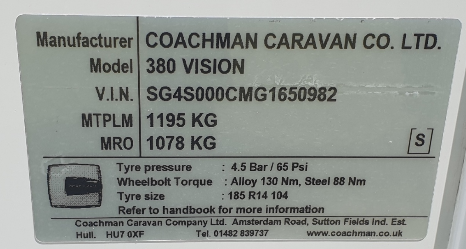 Manufacturer COACHMAN CARAVAN CO. LTD.
Model 380 VISION
V.I.N. SG4S000CMG1650982
MTPLM 1195 KG
MRO 1078 KG [S]
Tyre pressure : 4.5 Bar / 65 Psi
Wheelbolt Torque : Alloy 130 Nm, Steel 88 Nm
Tyre size : 185 R14 104
Refer to handbook for more information
Coachman Caravan Company Ltd. Amsterdam Road, Sutton Fields Ind. Est.
Hull. HU7 0XF Tel. 01482 839737 www.coachman.co.uk